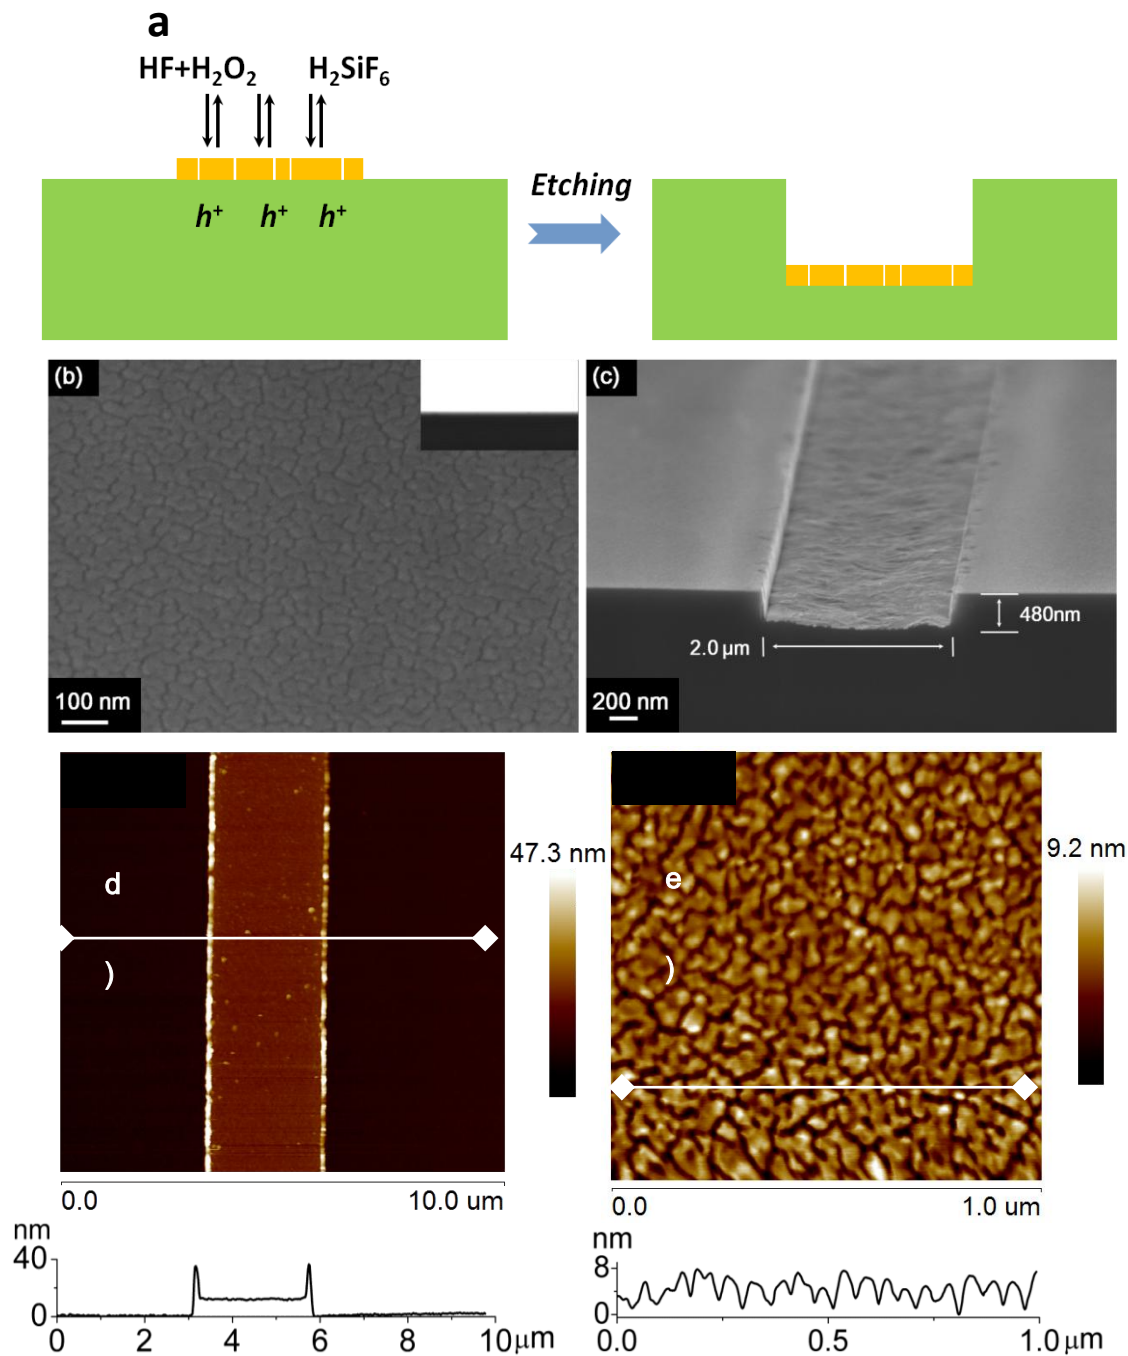 a
HF+H₂O₂ H₂SiF₆
h⁺ h⁺ h⁺
Etching
(b)
100 nm
(c)
480nm
2.0 μm
200 nm
d
)
47.3 nm
0.0 10.0 um
e
)
9.2 nm
0.0 1.0 um
nm
40
0
0 2 4 6 8 10μm
nm
8
0
0.0 0.5 1.0μm